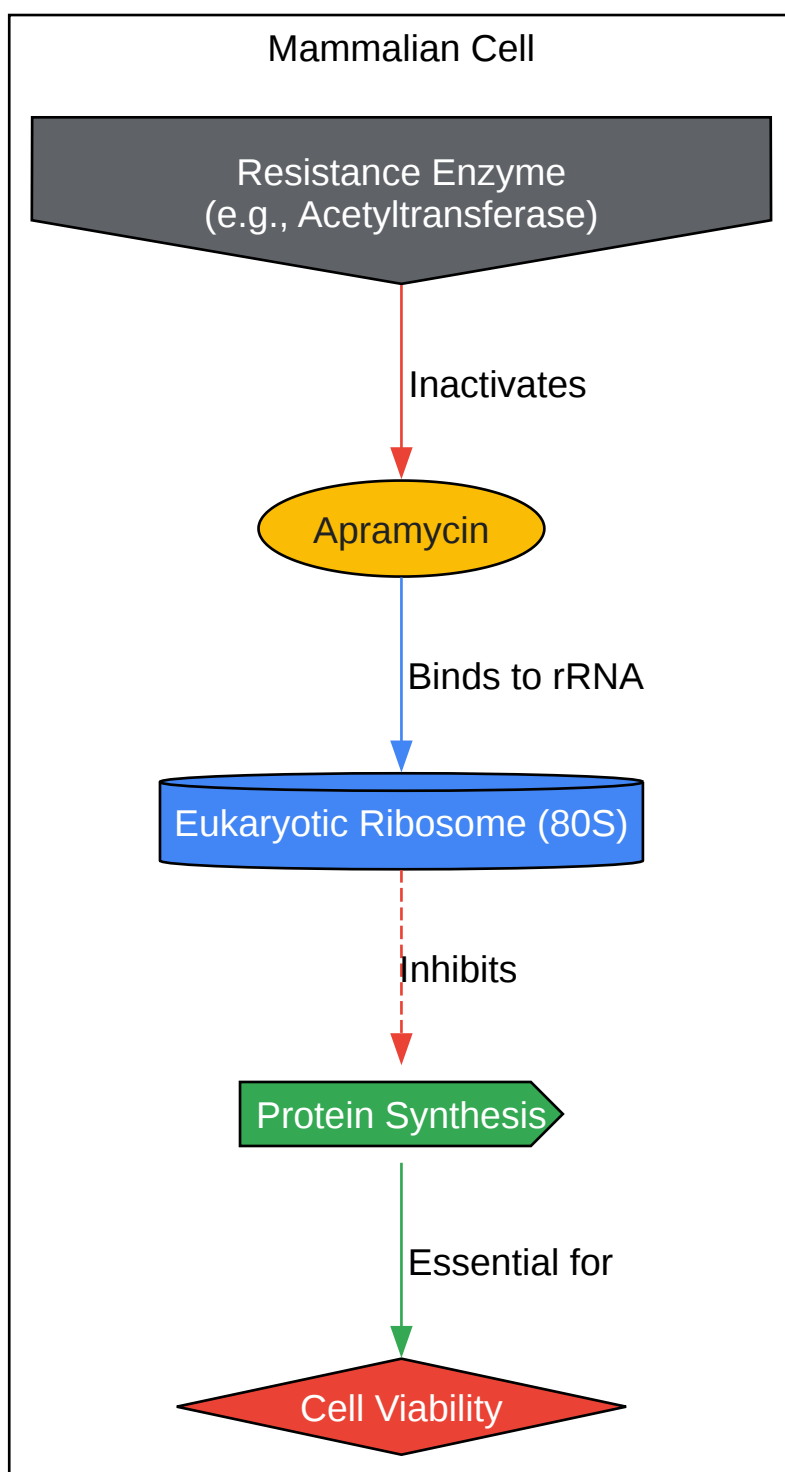 Mammalian Cell
Resistance Enzyme
(e.g., Acetyltransferase)
Inactivates
Apramycin
Binds to rRNA
Eukaryotic Ribosome (80S)
Inhibits
Protein Synthesis
Essential for
Cell Viability